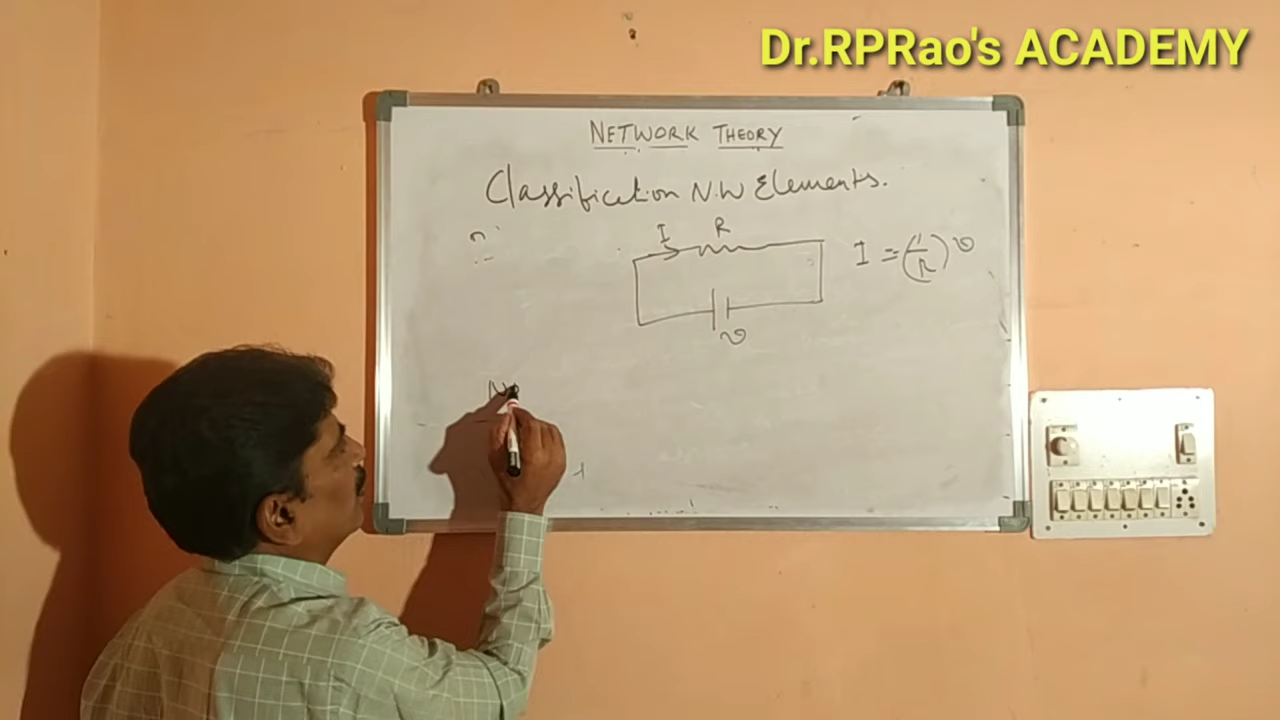 Dr.RPRao's ACADEMY
NETWORK THEORY
Classification N.W Elements.
I R
I = (1/R) v
v